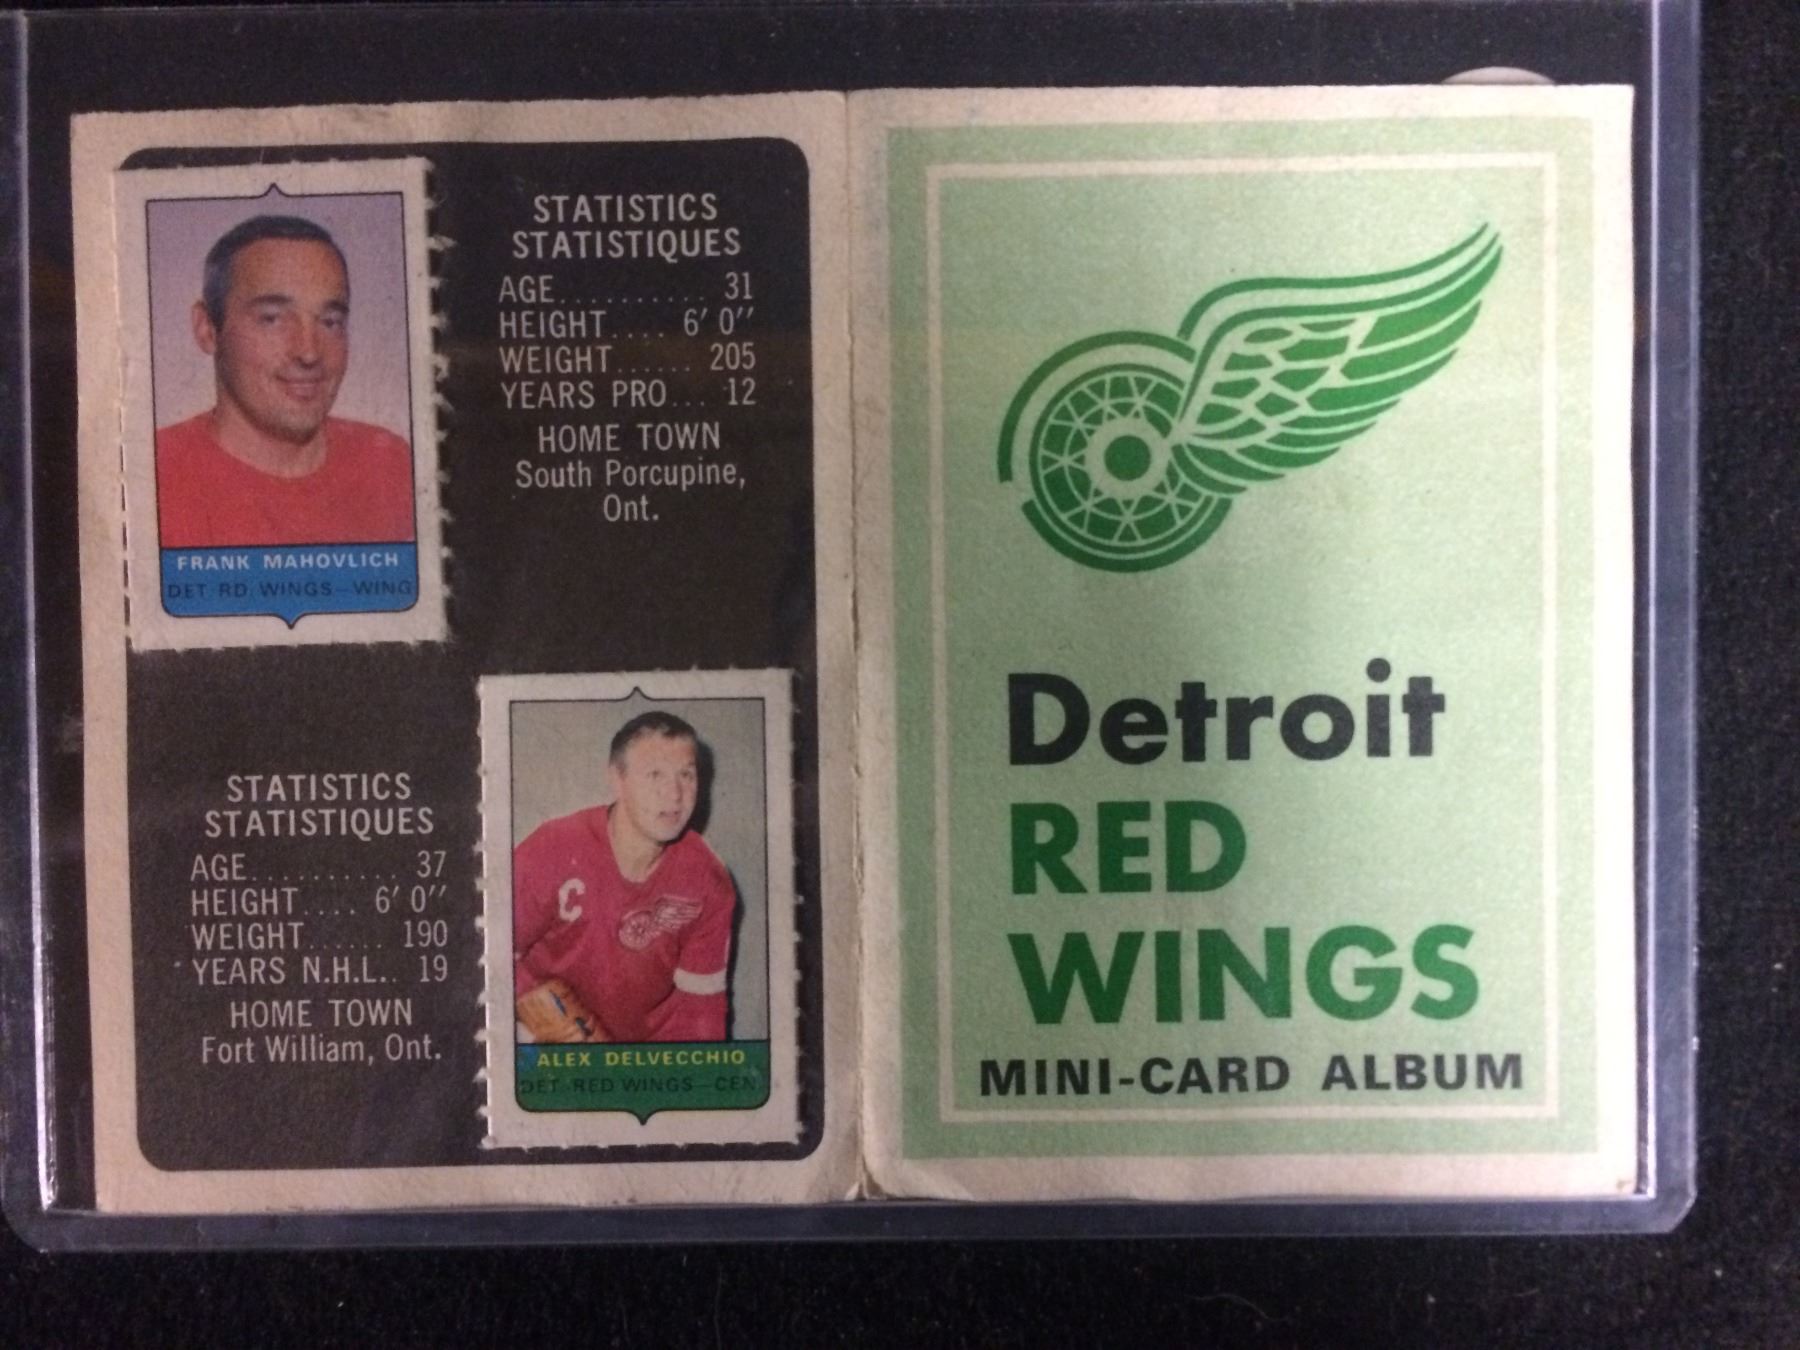 STATISTICS
STATISTIQUES
AGE.......... 31
HEIGHT.... 6' 0"
WEIGHT...... 205
YEARS PRO... 12
HOME TOWN
South Porcupine,
Ont.
FRANK MAHOVLICH
DET. RD. WINGS—WING
STATISTICS
STATISTIQUES
AGE.......... 37
HEIGHT.... 6' 0"
WEIGHT...... 190
YEARS N.H.L.. 19
HOME TOWN
Fort William, Ont.
C
ALEX DELVECCHIO
DET. RED WINGS—CEN.
Detroit
RED
WINGS
MINI-CARD ALBUM